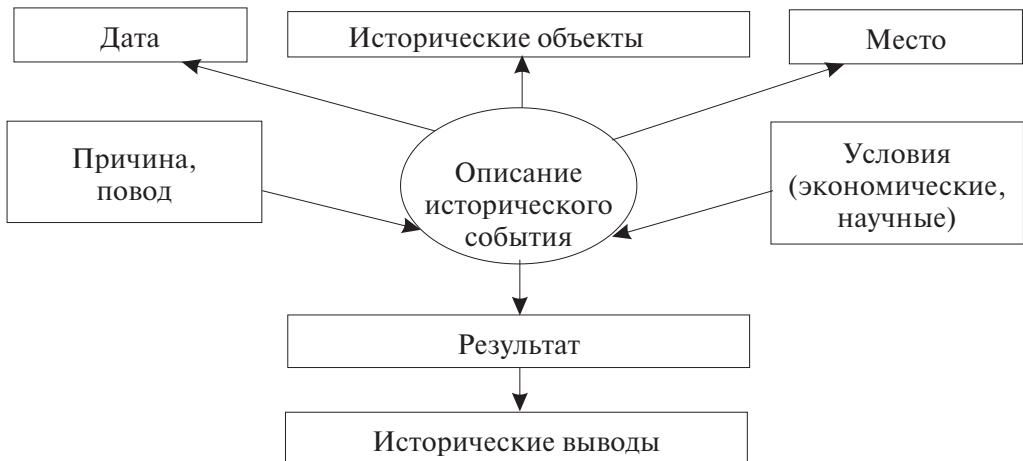 Дата
Исторические объекты
Место
Причина,
повод
Описание
исторического
события
Условия
(экономические,
научные)
Результат
Исторические выводы